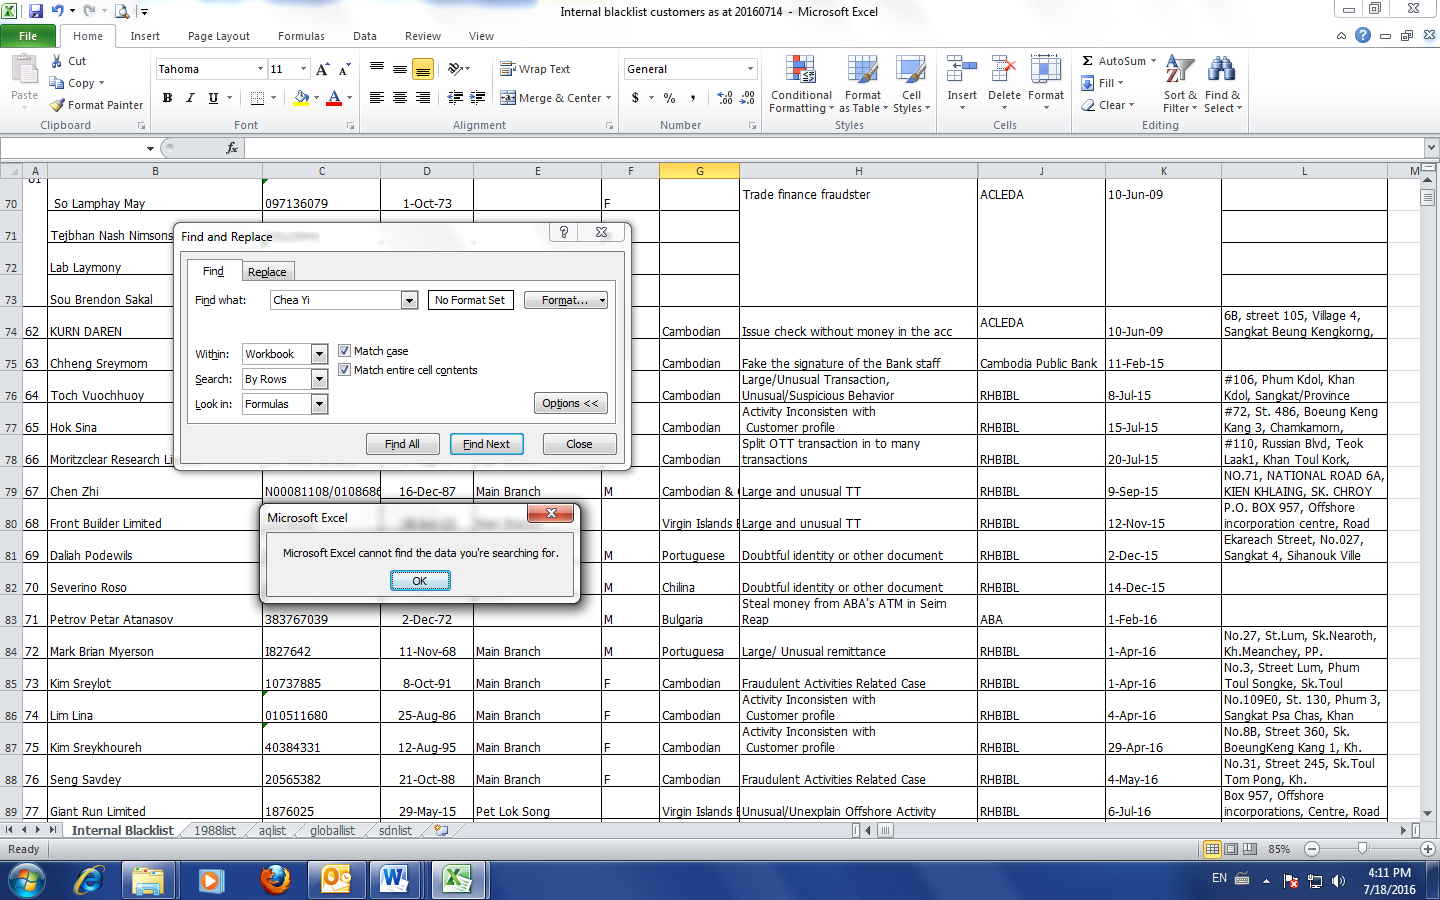 Internal blacklist customers as at 20160714 - Microsoft Excel
File Home Insert Page Layout Formulas Data Review View
Cut
Copy
Format Painter
Paste
Clipboard
Tahoma 11
B I U
Font
Wrap Text
Merge & Center
Alignment
General
$ % ,
Number
Conditional Formatting
Format as Table
Cell Styles
Styles
Insert Delete Format
Cells
AutoSum
Fill
Clear
Sort & Filter
Find & Select
Editing
fx
A B C D E F G H J K L M
70 So Lamphay May 097136079 1-Oct-73 F Trade finance fraudster ACLEDA 10-Jun-09
71 Tejbhan Nash Nimsons
72 Lab Laymony
73 Sou Brendon Sakal
74 62 KURN DAREN Cambodian Issue check without money in the acc ACLEDA 10-Jun-09 6B, street 105, Village 4, Sangkat Beung Kengkorng,
75 63 Chheng Sreymom Cambodian Fake the signature of the Bank staff Cambodia Public Bank 11-Feb-15
76 64 Toch Vuochhuoy Cambodian Large/Unusual Transaction, Unusual/Suspicious Behavior RHBIBL 8-Jul-15 #106, Phum Kdol, Khan Kdol, Sangkat/Province
77 65 Hok Sina Cambodian Activity Inconsisten with Customer profile RHBIBL 15-Jul-15 #72, St. 486, Boeung Keng Kang 3, Chamkamorn,
78 66 Moritzclear Research Cambodian Split OTT transaction in to many transactions RHBIBL 20-Jul-15 #110, Russian Blvd, Teok Laak1, Khan Toul Kork,
79 67 Chen Zhi N00081108/0108686 16-Dec-87 Main Branch M Cambodian & Large and unusual TT RHBIBL 9-Sep-15 NO.71, NATIONAL ROAD 6A, KIEN KHLAING, SK. CHROY
80 68 Front Builder Limited Virgin Islands Large and unusual TT RHBIBL 12-Nov-15 P.O. BOX 957, Offshore incorporation centre, Road
81 69 Daliah Podewils M Portuguese Doubtful identity or other document RHBIBL 2-Dec-15 Ekareach Street, No.027, Sangkat 4, Sihanouk Ville
82 70 Severino Roso M Chilina Doubtful identity or other document RHBIBL 14-Dec-15
83 71 Petrov Petar Atanasov 383767039 2-Dec-72 M Bulgaria Steal money from ABA's ATM in Seim Reap ABA 1-Feb-16
84 72 Mark Brian Myerson I827642 11-Nov-68 Main Branch M Portuguesa Large/ Unusual remittance RHBIBL 1-Apr-16 No.27, St.Lum, Sk.Nearoth, Kh.Meanchey, PP.
85 73 Kim Sreylot 10737885 8-Oct-91 Main Branch F Cambodian Fraudulent Activities Related Case RHBIBL 1-Apr-16 No.3, Street Lum, Phum Toul Songke, Sk.Toul
86 74 Lim Lina 010511680 25-Aug-86 Main Branch F Cambodian Activity Inconsisten with Customer profile RHBIBL 4-Apr-16 No.109E0, St. 130, Phum 3, Sangkat Psa Chas, Khan
87 75 Kim Sreykhoureh 40384331 12-Aug-95 Main Branch F Cambodian Activity Inconsisten with Customer profile RHBIBL 29-Apr-16 No.8B, Street 360, Sk. BoeungKeng Kang 1, Kh.
88 76 Seng Savdey 20565382 21-Oct-88 Main Branch F Cambodian Fraudulent Activities Related Case RHBIBL 4-May-16 No.31, Street 245, Sk.Toul Tom Pong, Kh.
89 77 Giant Run Limited 1876025 29-May-15 Pet Lok Song Virgin Islands Unusual/Unexplain Offshore Activity RHBIBL 6-Jul-16 Box 957, Offshore incorporations, Centre, Road
Find and Replace
Find Replace
Find what: Chea Yi No Format Set Format...
Within: Workbook Match case
Search: By Rows Match entire cell contents
Look in: Formulas Options <<
Find All Find Next Close
Microsoft Excel
Microsoft Excel cannot find the data you're searching for.
OK
Internal Blacklist 1988list aqlist globallist sdnlist
Ready 85%
EN 4:11 PM
7/18/2016